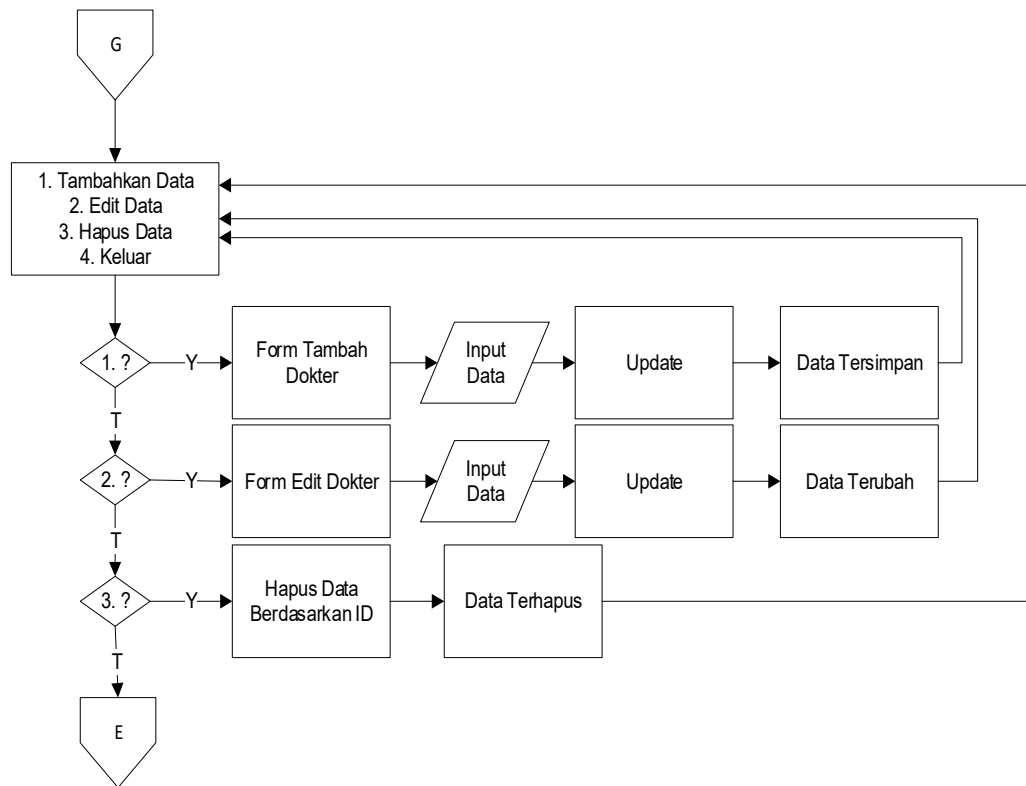 G
1. Tambahkan Data
2. Edit Data
3. Hapus Data
4. Keluar
1. ?
Y
Form Tambah
Dokter
Input
Data
Update
Data Tersimpan
T
2. ?
Y
Form Edit Dokter
Input
Data
Update
Data Terubah
T
3. ?
Y
Hapus Data
Berdasarkan ID
Data Terhapus
T
E